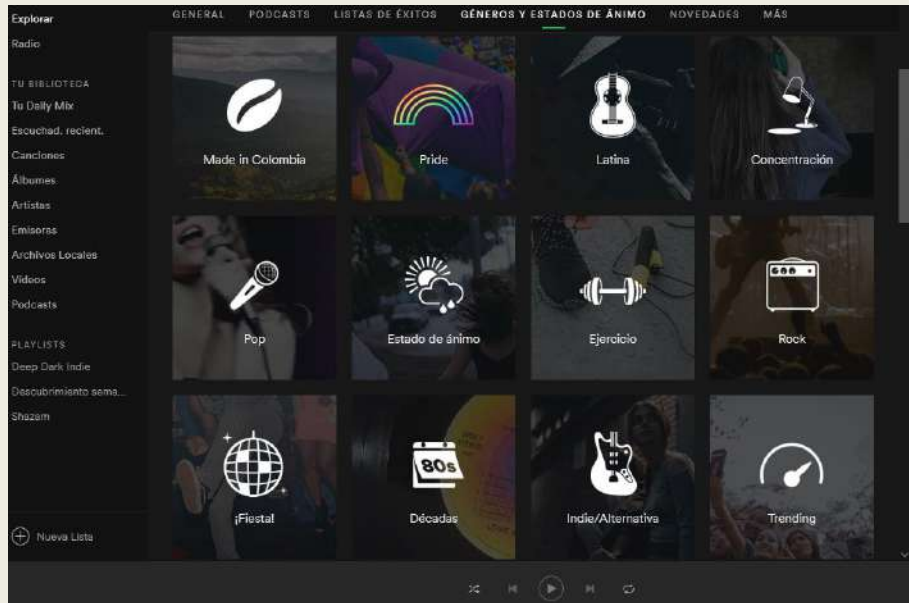 Explorar
Radio
TU BIBLIOTECA
Tu Daily Mix
Escuchad. recient.
Canciones
Álbumes
Artistas
Emisoras
Archivos Locales
Videos
Podcasts
PLAYLISTS
Deep Dark Indie
Descubrimiento sema...
Shazam
Nueva Lista
GENERAL PODCASTS LISTAS DE ÉXITOS GÉNEROS Y ESTADOS DE ÁNIMO NOVEDADES MÁS
Made in Colombia Pride Latina Concentración
Pop Estado de ánimo Ejercicio Rock
80s
¡Fiesta! Décadas Indie/Alternativa Trending